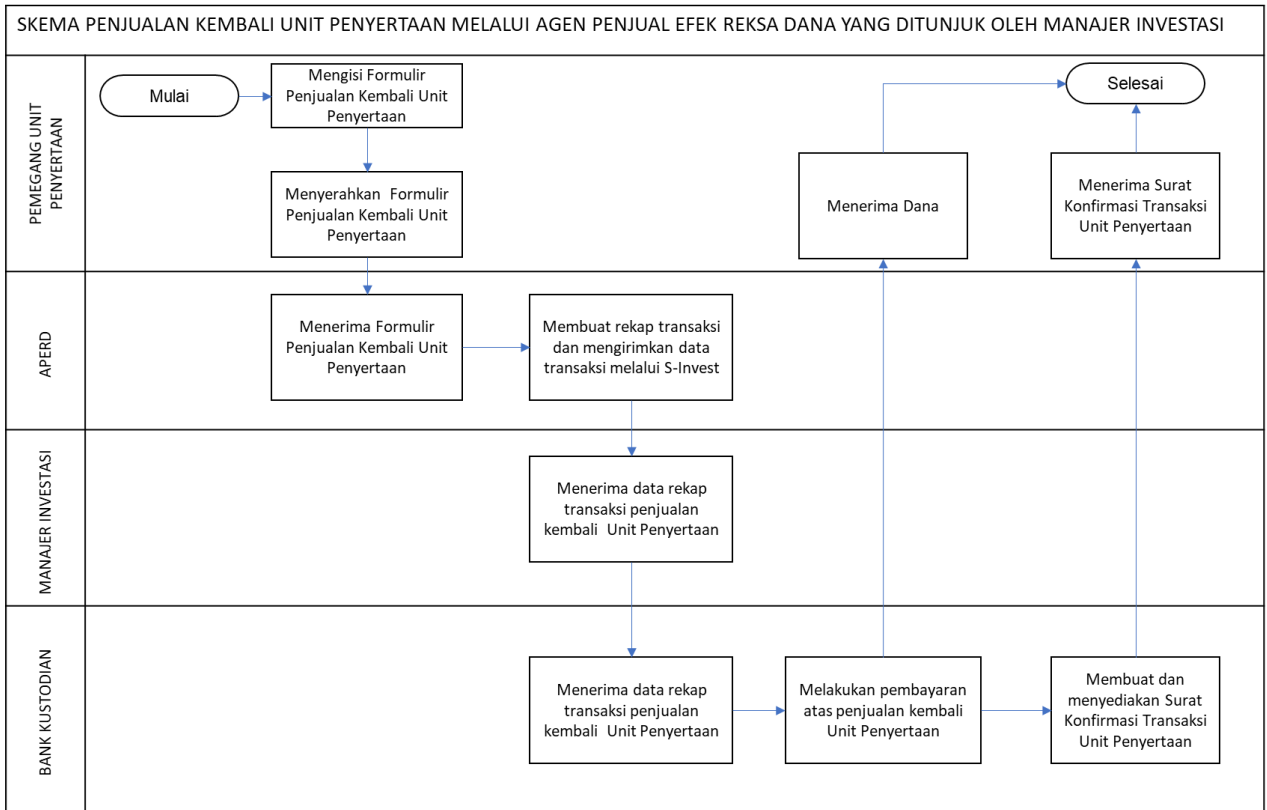 SKEMA PENJUALAN KEMBALI UNIT PENYERTAAN MELALUI AGEN PENJUAL EFEK REKSA DANA YANG DITUNJUK OLEH MANAJER INVESTASI
PEMEGANG UNIT
PENYERTAAN
Mulai
Mengisi Formulir
Penjualan Kembali Unit
Penyertaan
Selesai
Menyerahkan Formulir
Penjualan Kembali Unit
Penyertaan
Menerima Dana
Menerima Surat
Konfirmasi Transaksi
Unit Penyertaan
APERD
Menerima Formulir
Penjualan Kembali Unit
Penyertaan
Membuat rekap transaksi
dan mengirimkan data
transaksi melalui S-Invest
MANAJER INVESTASI
Menerima data rekap
transaksi penjualan
kembali Unit Penyertaan
BANK KUSTODIAN
Menerima data rekap
transaksi penjualan
kembali Unit Penyertaan
Melakukan pembayaran
atas penjualan kembali
Unit Penyertaan
Membuat dan
menyediakan Surat
Konfirmasi Transaksi
Unit Penyertaan